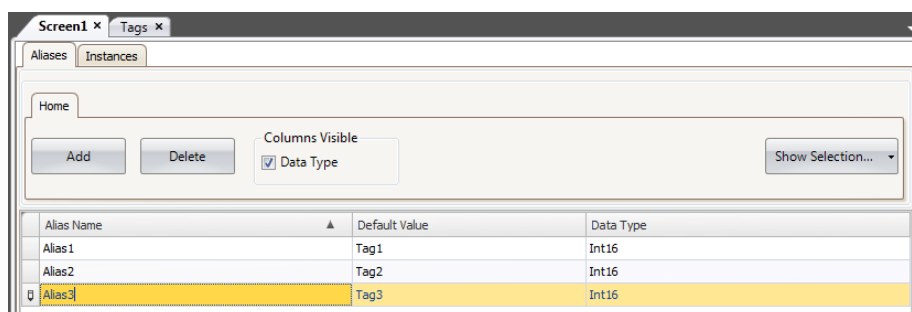 Screen1 × Tags ×
Aliases Instances
Home
Add Delete Columns Visible
Data Type
Show Selection...
Alias Name Default Value Data Type
Alias1 Tag1 Int16
Alias2 Tag2 Int16
Alias3 Tag3 Int16